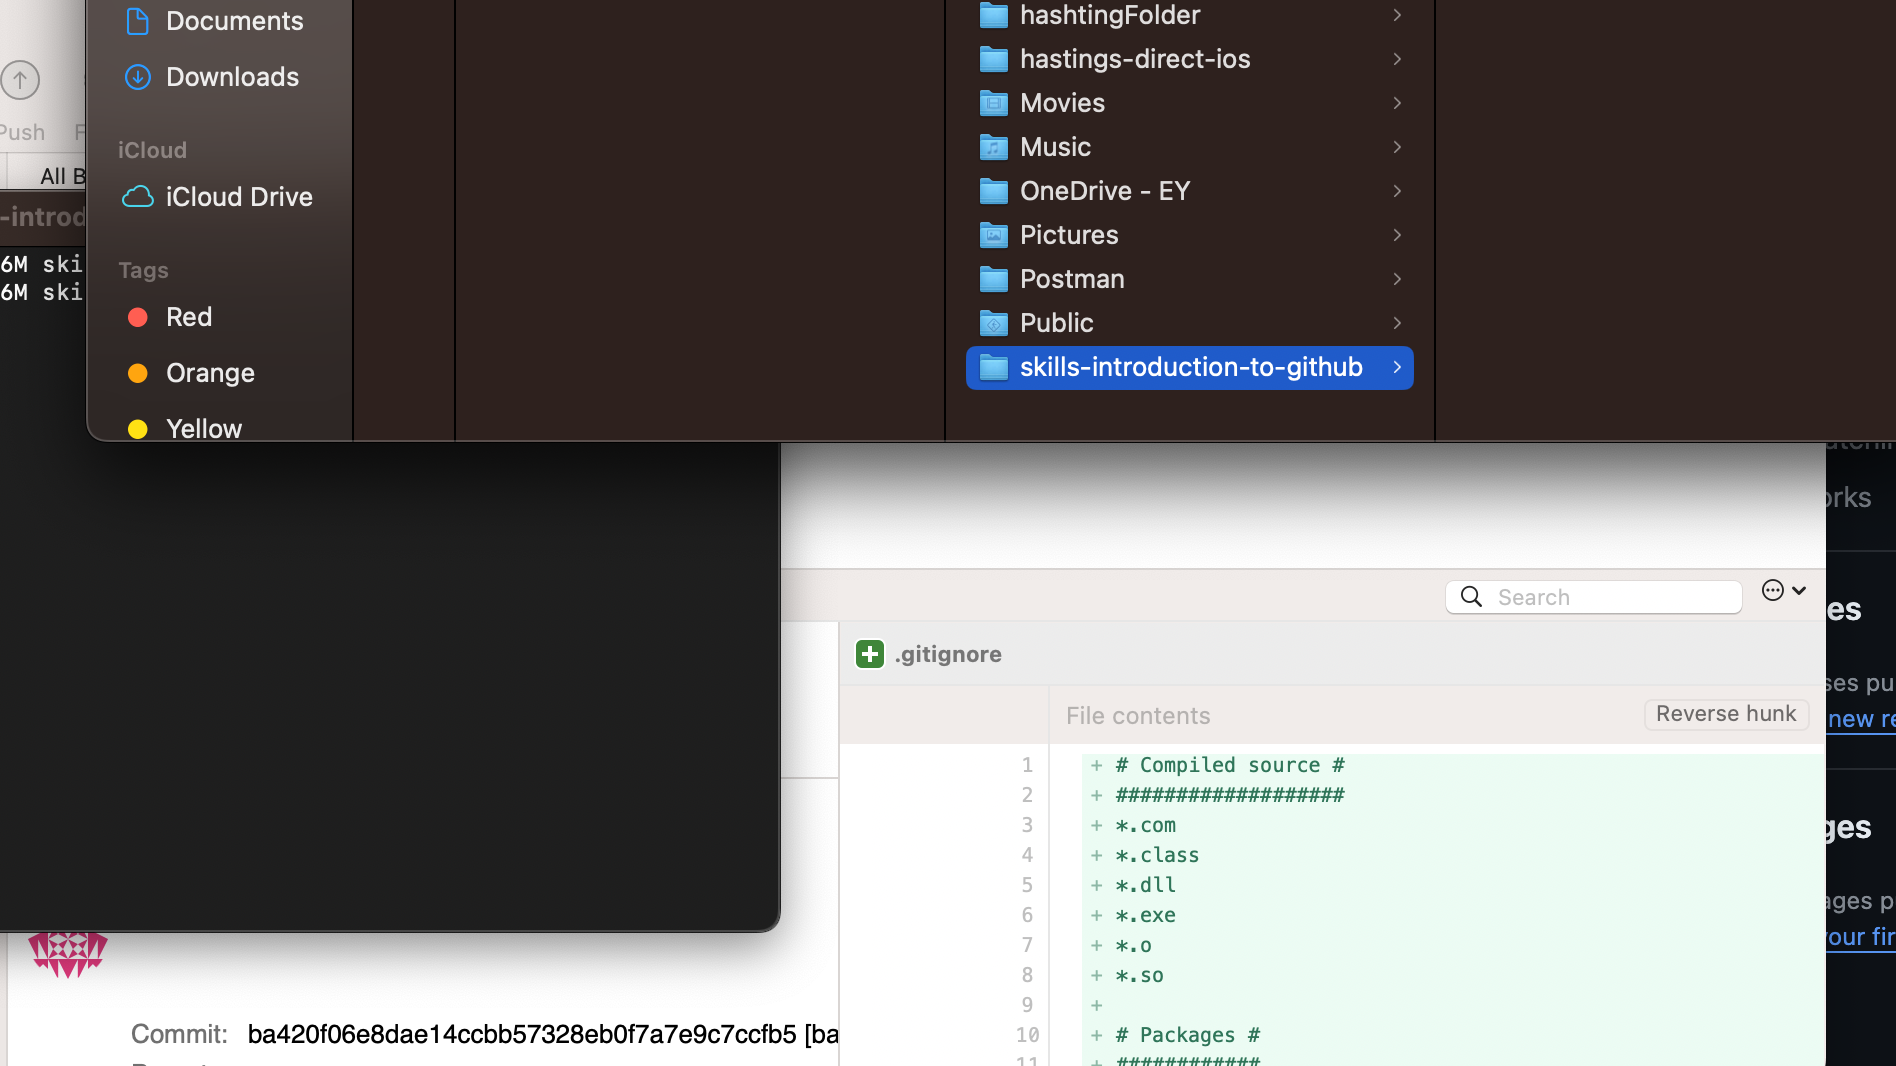 Documents
Downloads
iCloud
iCloud Drive
Tags
Red
Orange
Yellow
hashtingFolder
hastings-direct-ios
Movies
Music
OneDrive - EY
Pictures
Postman
Public
skills-introduction-to-github
Push F
All B
-introd
6M ski
6M ski
orks
Search
.gitignore
File contents
Reverse hunk
1 + # Compiled source #
2 + ###################
3 + *.com
4 + *.class
5 + *.dll
6 + *.exe
7 + *.o
8 + *.so
9 +
10 + # Packages #
11 + ############
Commit: ba420f06e8dae14ccbb57328eb0f7a7e9c7ccfb5 [ba
es
ses pu
new re
ges
ages p
your fir